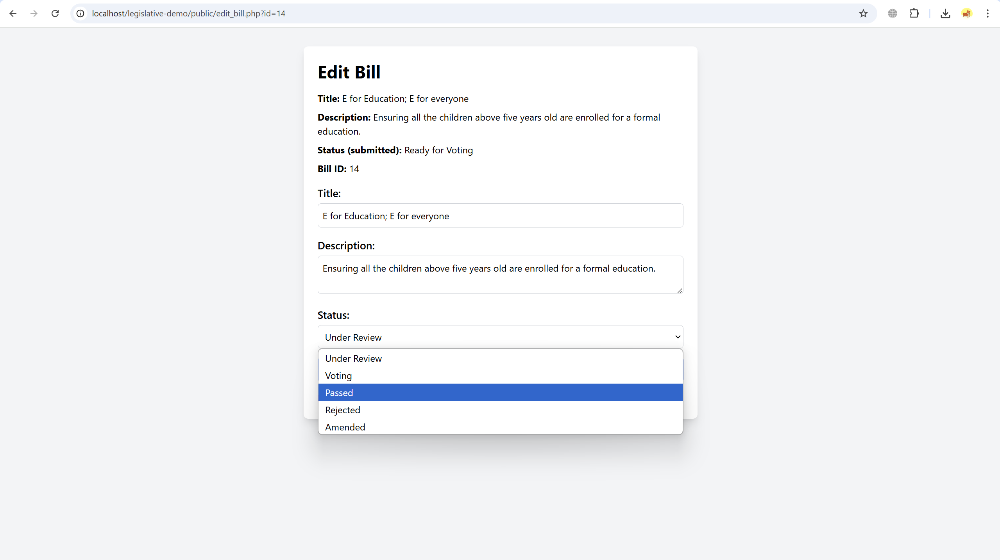 localhost/legislative-demo/public/edit_bill.php?id=14
Edit Bill
Title: E for Education; E for everyone
Description: Ensuring all the children above five years old are enrolled for a formal
education.
Status (submitted): Ready for Voting
Bill ID: 14
Title:
E for Education; E for everyone
Description:
Ensuring all the children above five years old are enrolled for a formal education.
Status:
Under Review
Under Review
Voting
Passed
Rejected
Amended